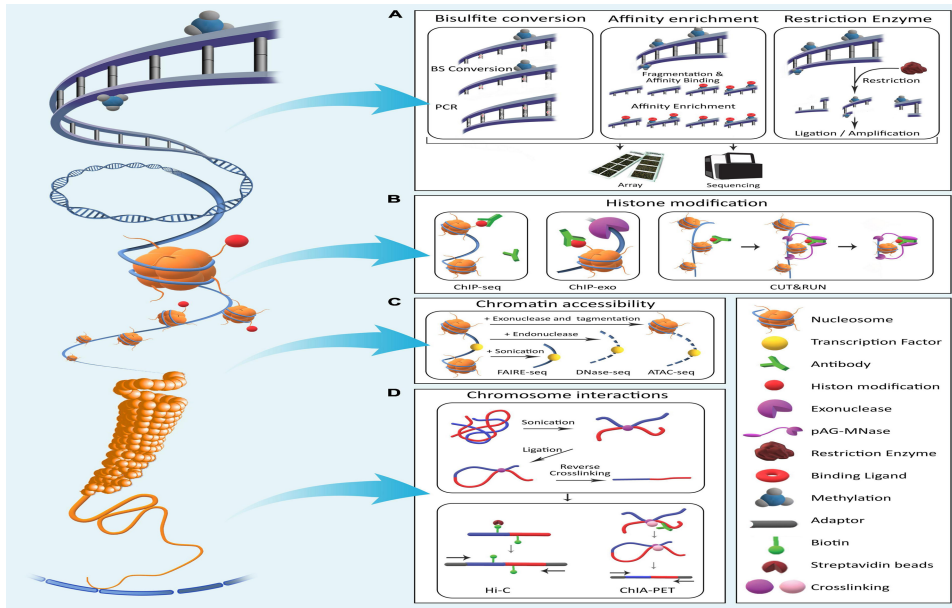 A
Bisulfite conversion
Affinity enrichment
Restriction Enzyme
BS Conversion
PCR
Fragmentation &
Affinity Binding
Affinity Enrichment
Restriction
Ligation / Amplification
Array
Sequencing
B
Histone modification
ChIP-seq
ChIP-exo
CUT&RUN
C
Chromatin accessibility
+ Exonuclease and tagmentation
+ Endonuclease
+ Sonication
FAIRE-seq
DNase-seq
ATAC-seq
D
Chromosome interactions
Sonication
Ligation
Reverse
Crosslinking
Hi-C
ChIA-PET
Nucleosome
Transcription Factor
Antibody
Histon modification
Exonuclease
pAG-MNase
Restriction Enzyme
Binding Ligand
Methylation
Adaptor
Biotin
Streptavidin beads
Crosslinking